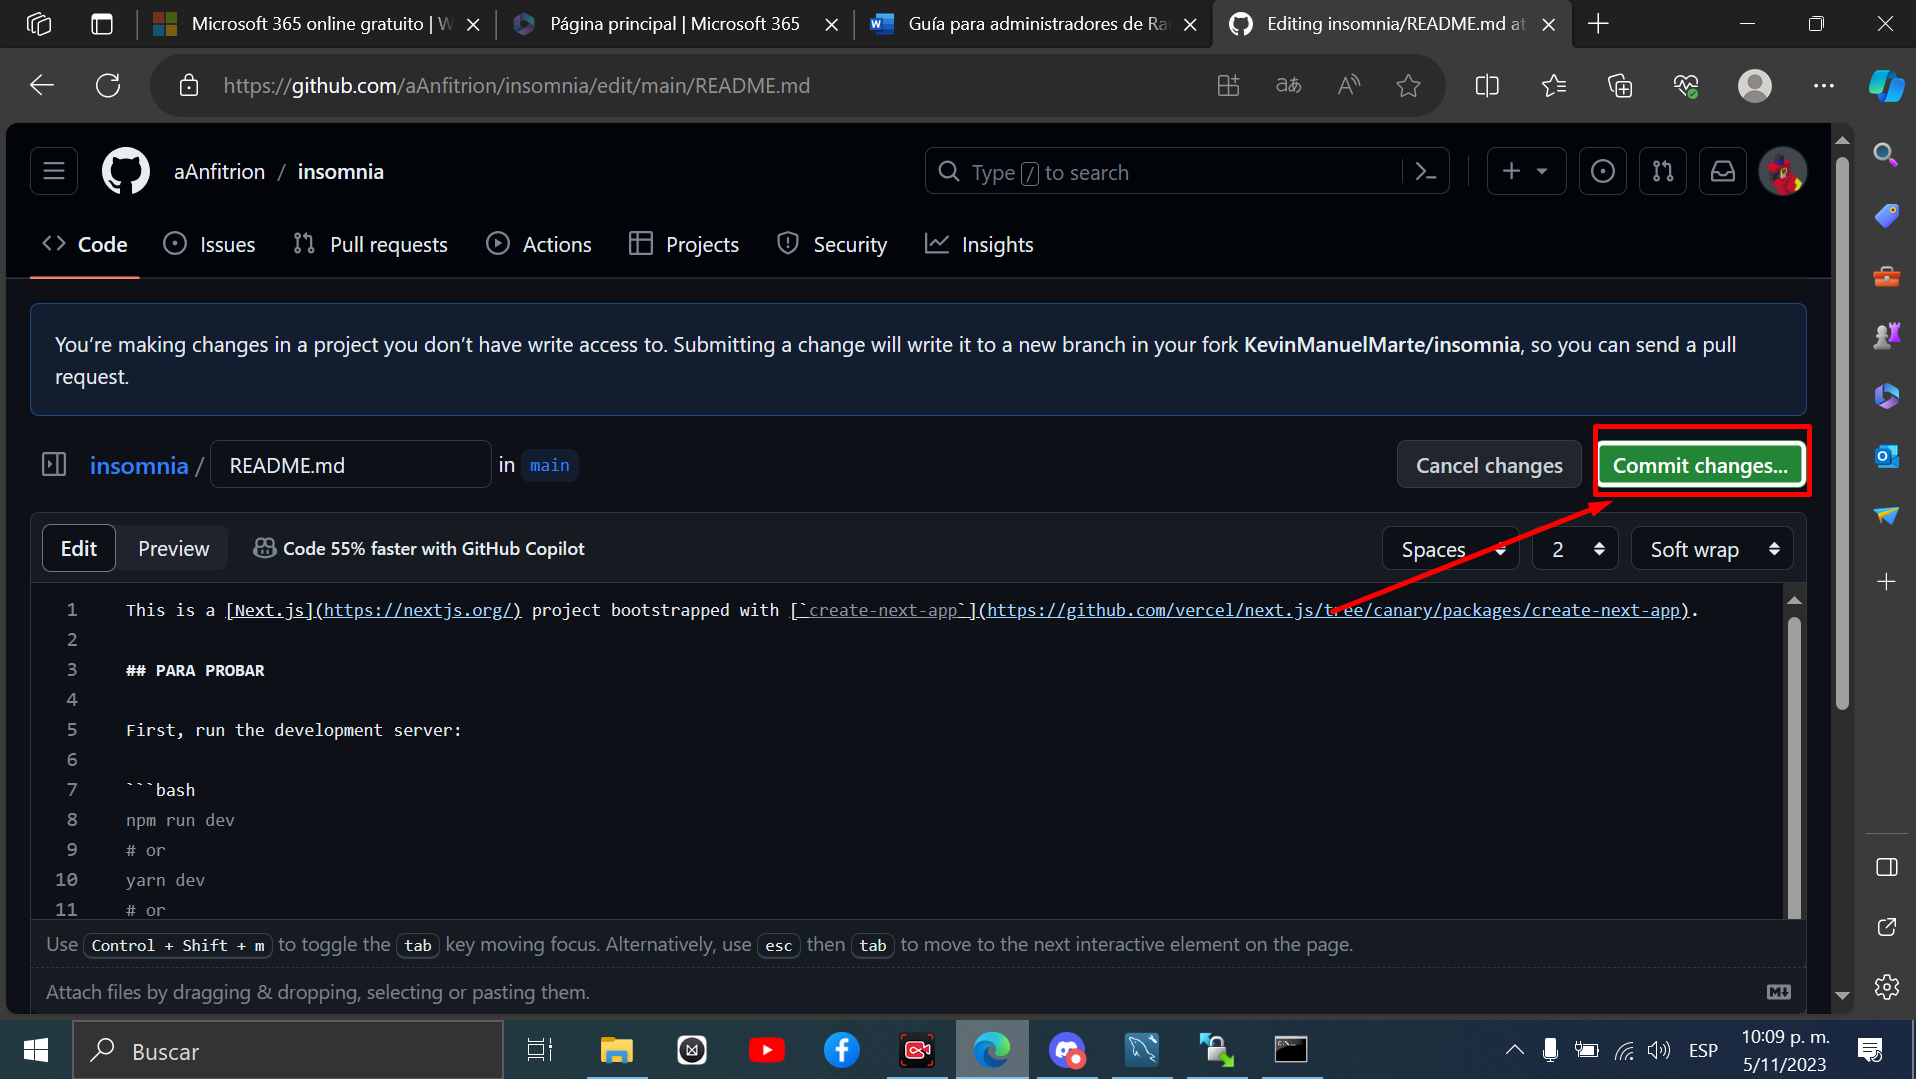 Microsoft 365 online gratuito | W
Página principal | Microsoft 365
Guía para administradores de Ra
Editing insomnia/README.md at
https://github.com/aAnfitrion/insomnia/edit/main/README.md
aAnfitrion / insomnia
Type / to search
Code
Issues
Pull requests
Actions
Projects
Security
Insights
You’re making changes in a project you don’t have write access to. Submitting a change will write it to a new branch in your fork KevinManuelMarte/insomnia, so you can send a pull
request.
insomnia / README.md in main
Cancel changes
Commit changes...
Edit
Preview
Code 55% faster with GitHub Copilot
Spaces
2
Soft wrap
1 This is a [Next.js](https://nextjs.org/) project bootstrapped with [`create-next-app`](https://github.com/vercel/next.js/tree/canary/packages/create-next-app).
2
3 ## PARA PROBAR
4
5 First, run the development server:
6
7 ```bash
8 npm run dev
9 # or
10 yarn dev
11 # or
Use Control + Shift + m to toggle the tab key moving focus. Alternatively, use esc then tab to move to the next interactive element on the page.
Attach files by dragging & dropping, selecting or pasting them.
Buscar
ESP
10:09 p. m.
5/11/2023